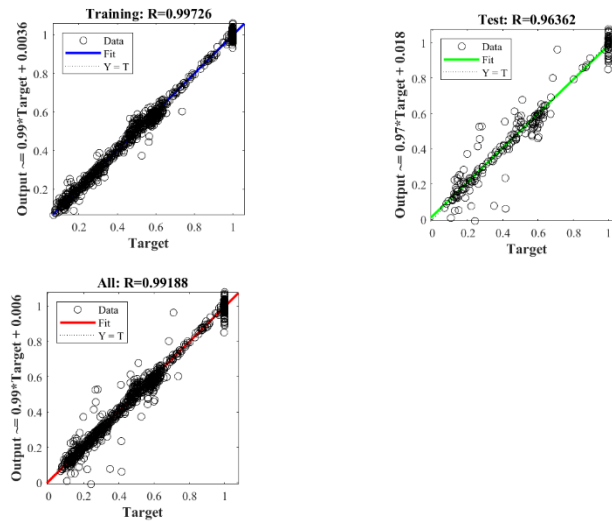 Training: R=0.99726
Output ~= 0.99*Target + 0.0036
Data
Fit
Y = T
1
0.8
0.6
0.4
0.2
0.2 0.4 0.6 0.8 1
Target
Test: R=0.96362
Output ~= 0.97*Target + 0.018
Data
Fit
Y = T
1
0.8
0.6
0.4
0.2
0
0 0.2 0.4 0.6 0.8 1
Target
All: R=0.99188
Output ~= 0.99*Target + 0.006
Data
Fit
Y = T
1
0.8
0.6
0.4
0.2
0
0 0.2 0.4 0.6 0.8 1
Target